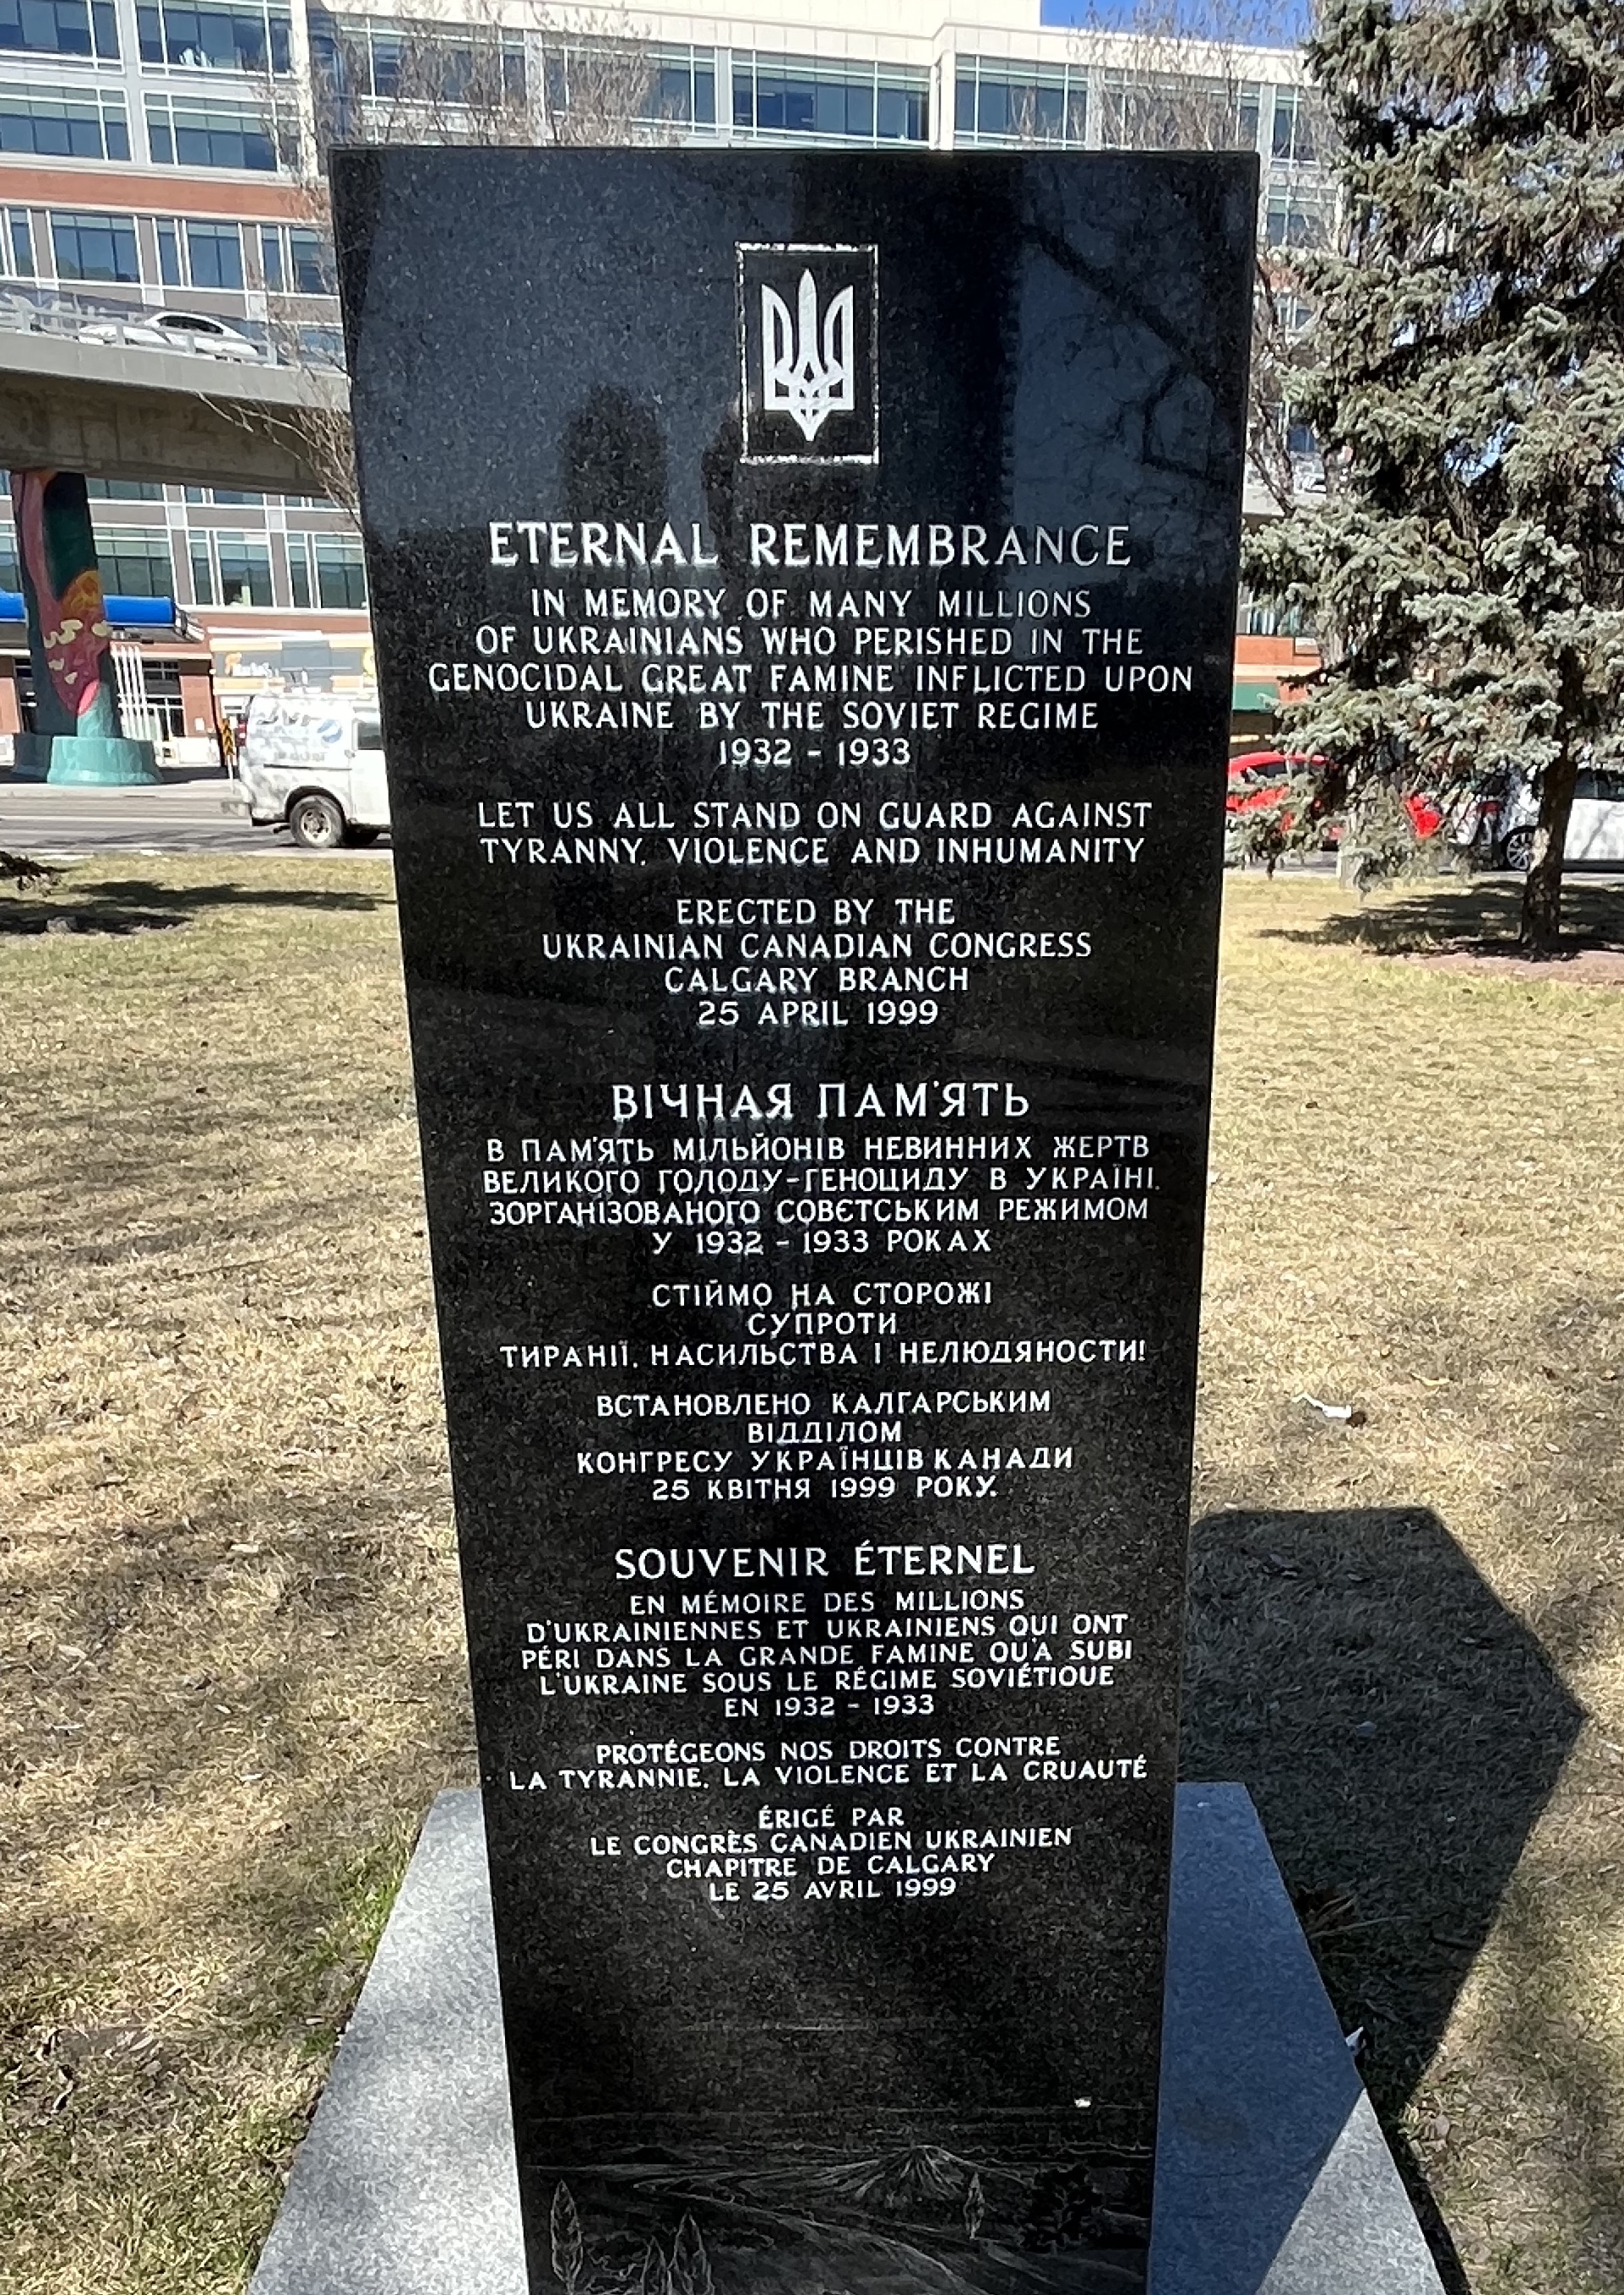 ETERNAL REMEMBRANCE
IN MEMORY OF MANY MILLIONS
OF UKRAINIANS WHO PERISHED IN THE
GENOCIDAL GREAT FAMINE INFLICTED UPON
UKRAINE BY THE SOVIET REGIME
1932 - 1933
LET US ALL STAND ON GUARD AGAINST
TYRANNY, VIOLENCE AND INHUMANITY
ERECTED BY THE
UKRAINIAN CANADIAN CONGRESS
CALGARY BRANCH
25 APRIL 1999
ВІЧНАЯ ПАМ'ЯТЬ
В ПАМ'ЯТЬ МІЛЬЙОНІВ НЕВИННИХ ЖЕРТВ
ВЕЛИКОГО ГОЛОДУ-ГЕНОЦИДУ В УКРАЇНІ,
ЗОРГАНІЗОВАНОГО СОВЄТСЬКИМ РЕЖИМОМ
У 1932 - 1933 РОКАХ
СТІЙМО НА СТОРОЖІ
СУПРОТИ
ТИРАНІЇ, НАСИЛЬСТВА І НЕЛЮДЯНОСТИ!
ВСТАНОВЛЕНО КАЛҐАРСЬКИМ
ВІДДІЛОМ
КОНГРЕСУ УКРАЇНЦІВ КАНАДИ
25 КВІТНЯ 1999 РОКУ.
SOUVENIR ÉTERNEL
EN MÉMOIRE DES MILLIONS
D'UKRAINIENNES ET UKRAINIENS QUI ONT
PÉRI DANS LA GRANDE FAMINE QU'A SUBI
L'UKRAINE SOUS LE RÉGIME SOVIÉTIQUE
EN 1932 - 1933
PROTÉGEONS NOS DROITS CONTRE
LA TYRANNIE, LA VIOLENCE ET LA CRUAUTÉ
ÉRIGÉ PAR
LE CONGRÈS CANADIEN UKRAINIEN
CHAPITRE DE CALGARY
LE 25 AVRIL 1999